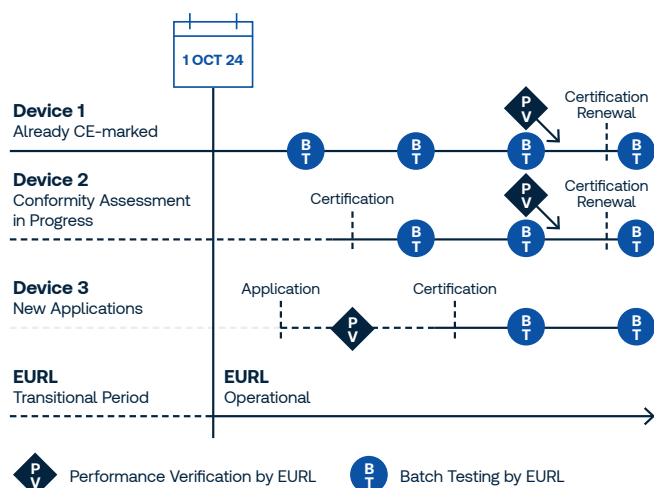 1 OCT 24
Device 1
Already CE-marked
P
V
Certification
Renewal
B
T
B
T
B
T
B
T
Device 2
Conformity Assessment
in Progress
Certification
P
V
Certification
Renewal
B
T
B
T
B
T
Device 3
New Applications
Application
Certification
P
V
B
T
B
T
EURL
Transitional Period
EURL
Operational
P
V
Performance Verification by EURL
B
T
Batch Testing by EURL